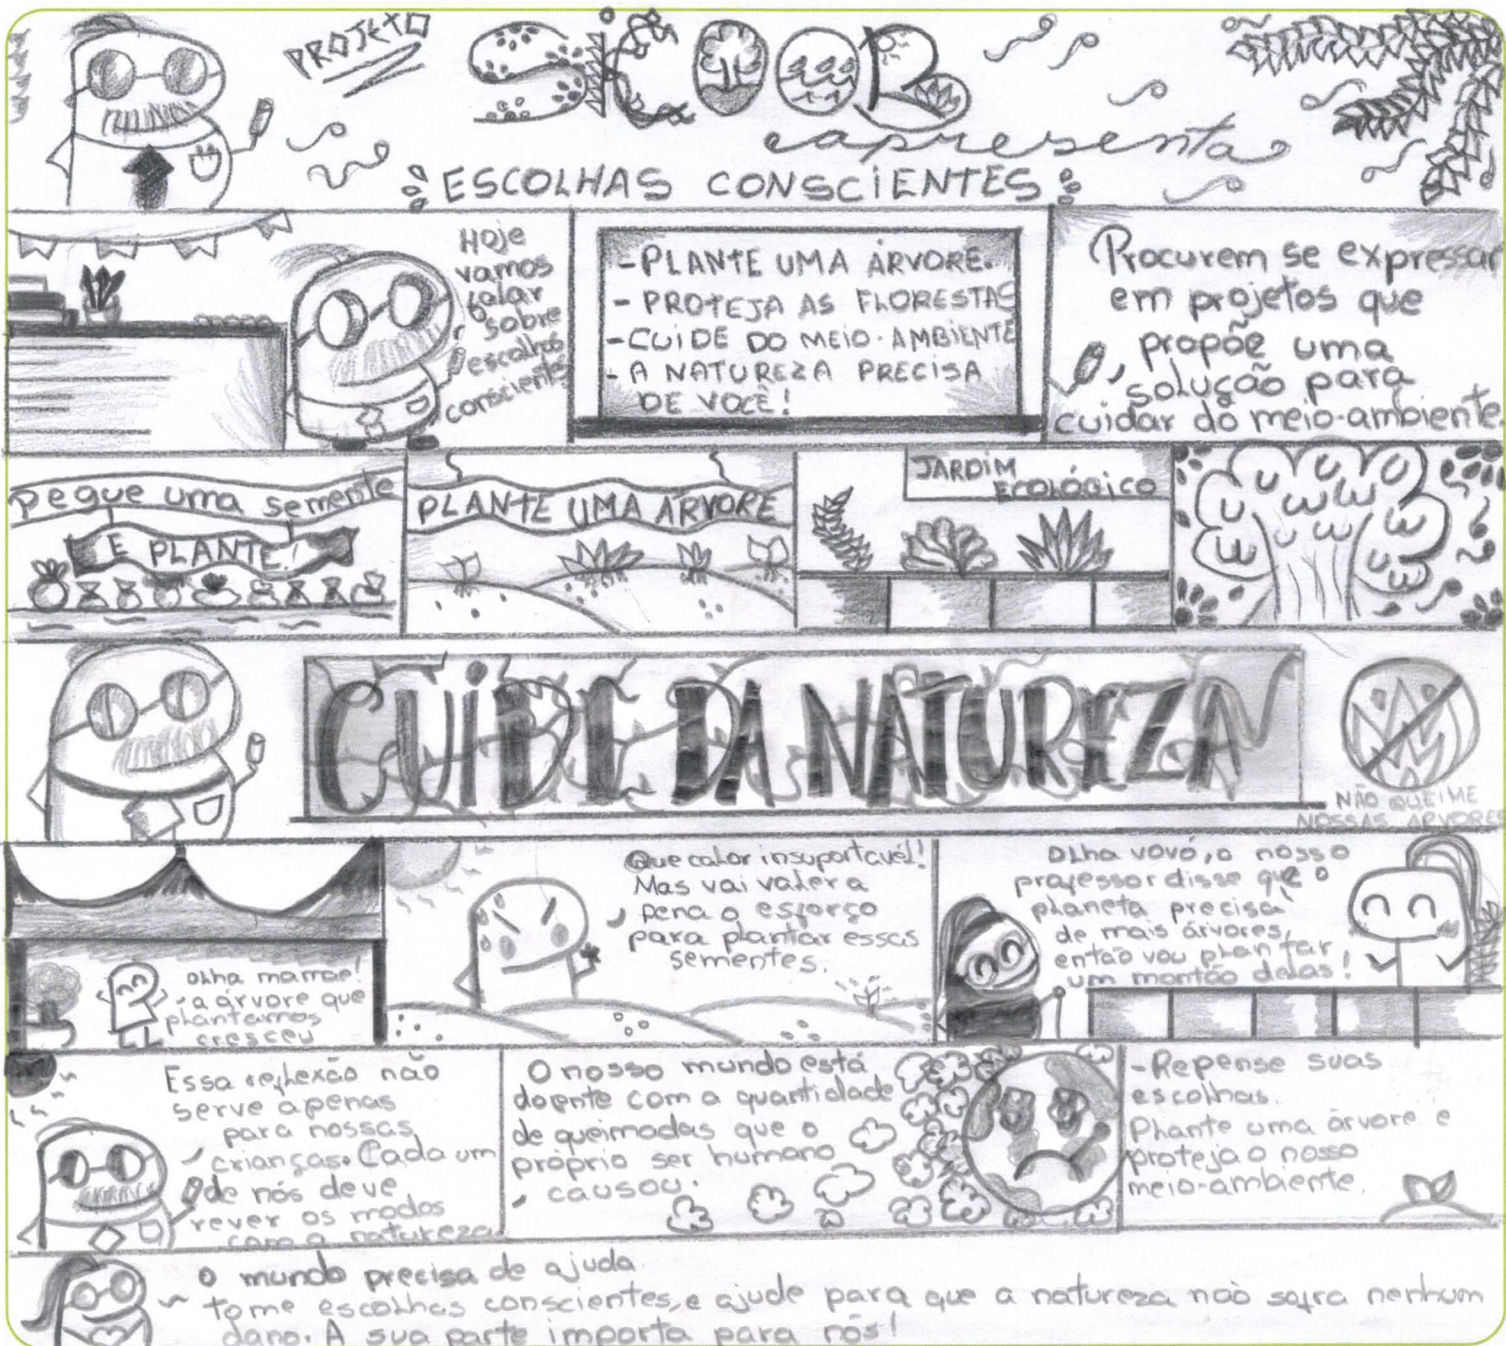 PROJETO
SICOOB
apresenta
ESCOLHAS CONSCIENTES
Hoje
vamos
falar
sobre
escolhas
conscientes
- PLANTE UMA ÁRVORE.
- PROTEJA AS FLORESTAS
- CUIDE DO MEIO-AMBIENTE
- A NATUREZA PRECISA
DE VOCÊ!
Procurem se expressar
em projetos que
propõe uma
solução para
cuidar do meio-ambiente.
Pegue uma semente
E PLANTE!
PLANTE UMA ÁRVORE
JARDIM
ECOLÓGICO
CUIDE DA NATUREZA
NÃO QUEIME
NOSSAS ARVORES
Olha mamãe!
a árvore que
plantamos
cresceu
Que calor insuportavél!
Mas vai valer a
pena o esforço
para plantar essas
sementes.
Olha vovó, o nosso
professor disse que o
planeta precisa
de mais árvores,
então vou plantar
um montão delas!
Essa reflexão não
serve apenas
para nossas
crianças. Cada um
de nós deve
rever os modos
com a natureza
O nosso mundo está
doente com a quantidade
de queimadas que o
próprio ser humano
causou.
- Repense suas
escolhas.
Plante uma árvore e
proteja o nosso
meio-ambiente.
O mundo precisa de ajuda.
Tome escolhas conscientes, e ajude para que a natureza não sofra nenhum
dano. A sua parte importa para nós!